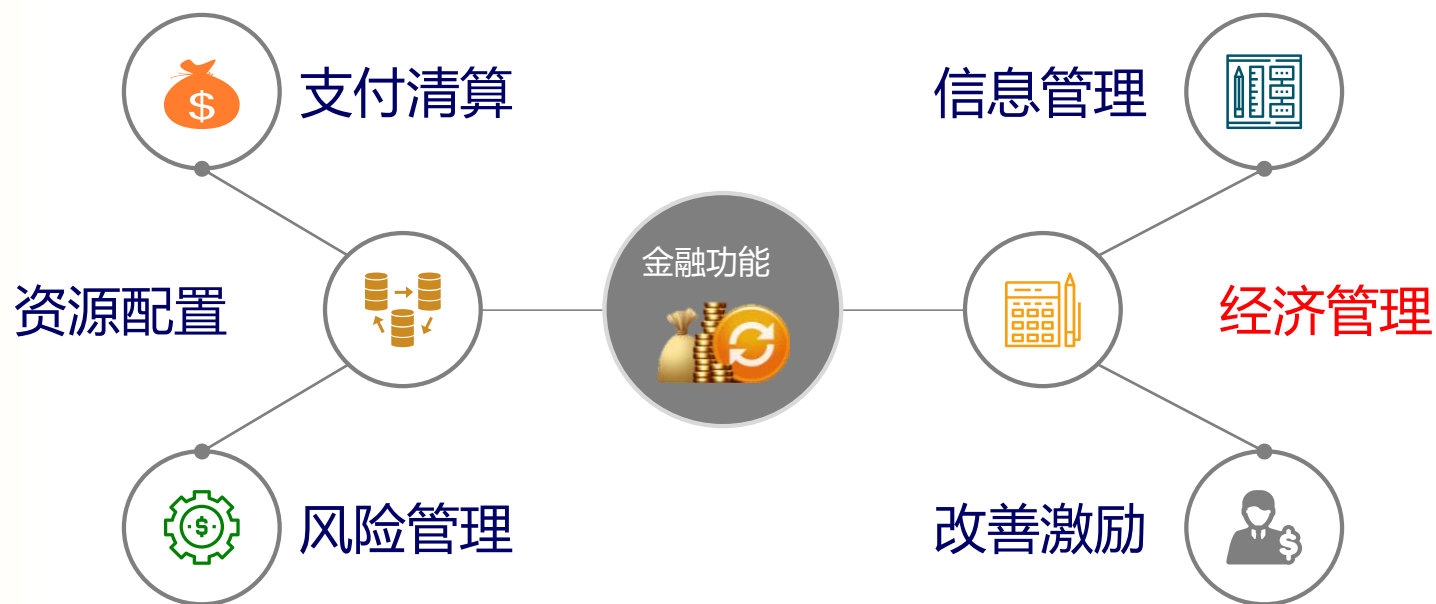 支付清算
信息管理
金融功能
资源配置
经济管理
风险管理
改善激励